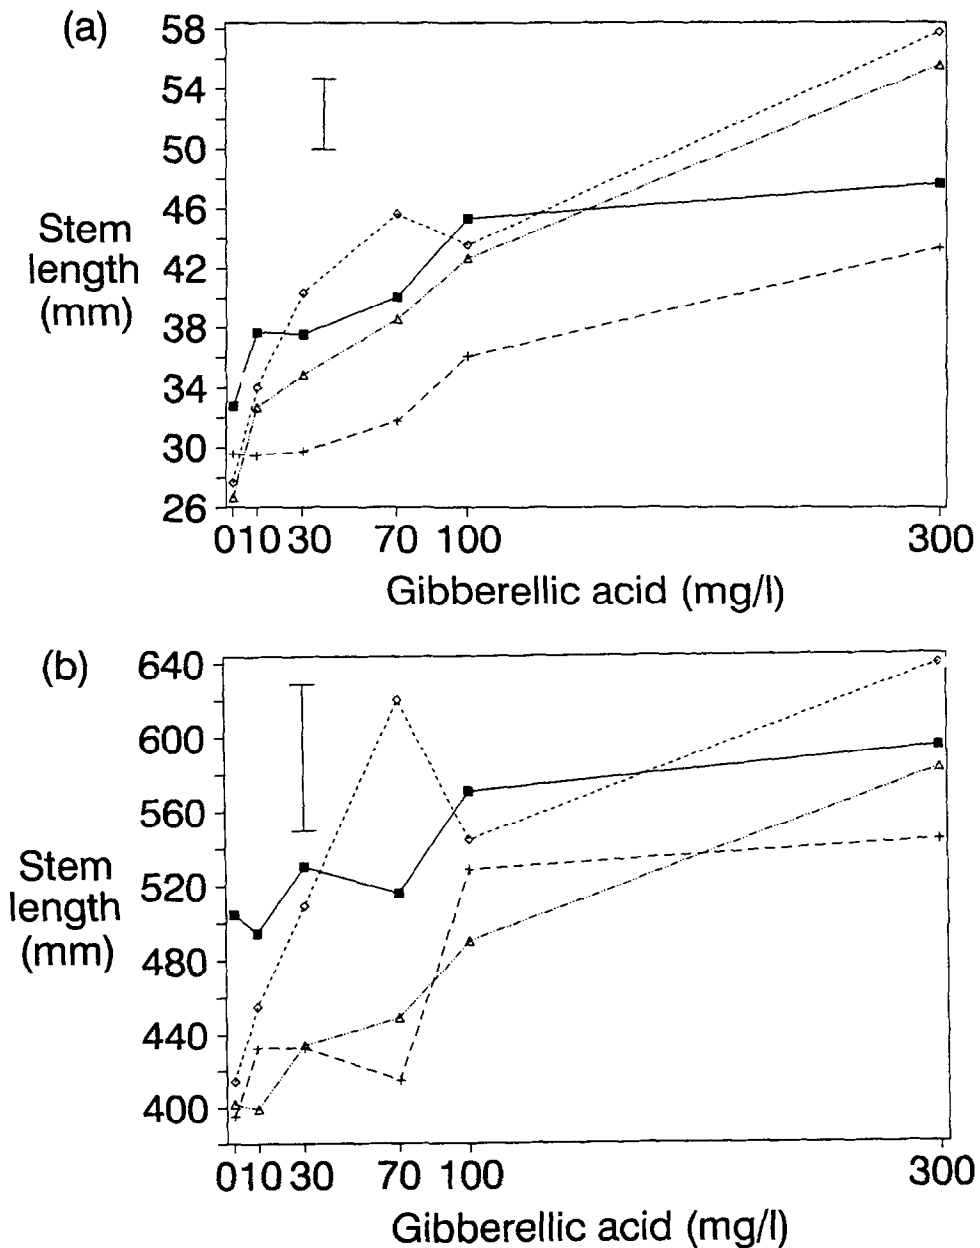 (a)
58
54
50
46
42
38
34
30
26
Stem
length
(mm)
0 10 30 70 100 300
Gibberellic acid (mg/l)
(b)
640
600
560
520
480
440
400
Stem
length
(mm)
0 10 30 70 100 300
Gibberellic acid (mg/l)